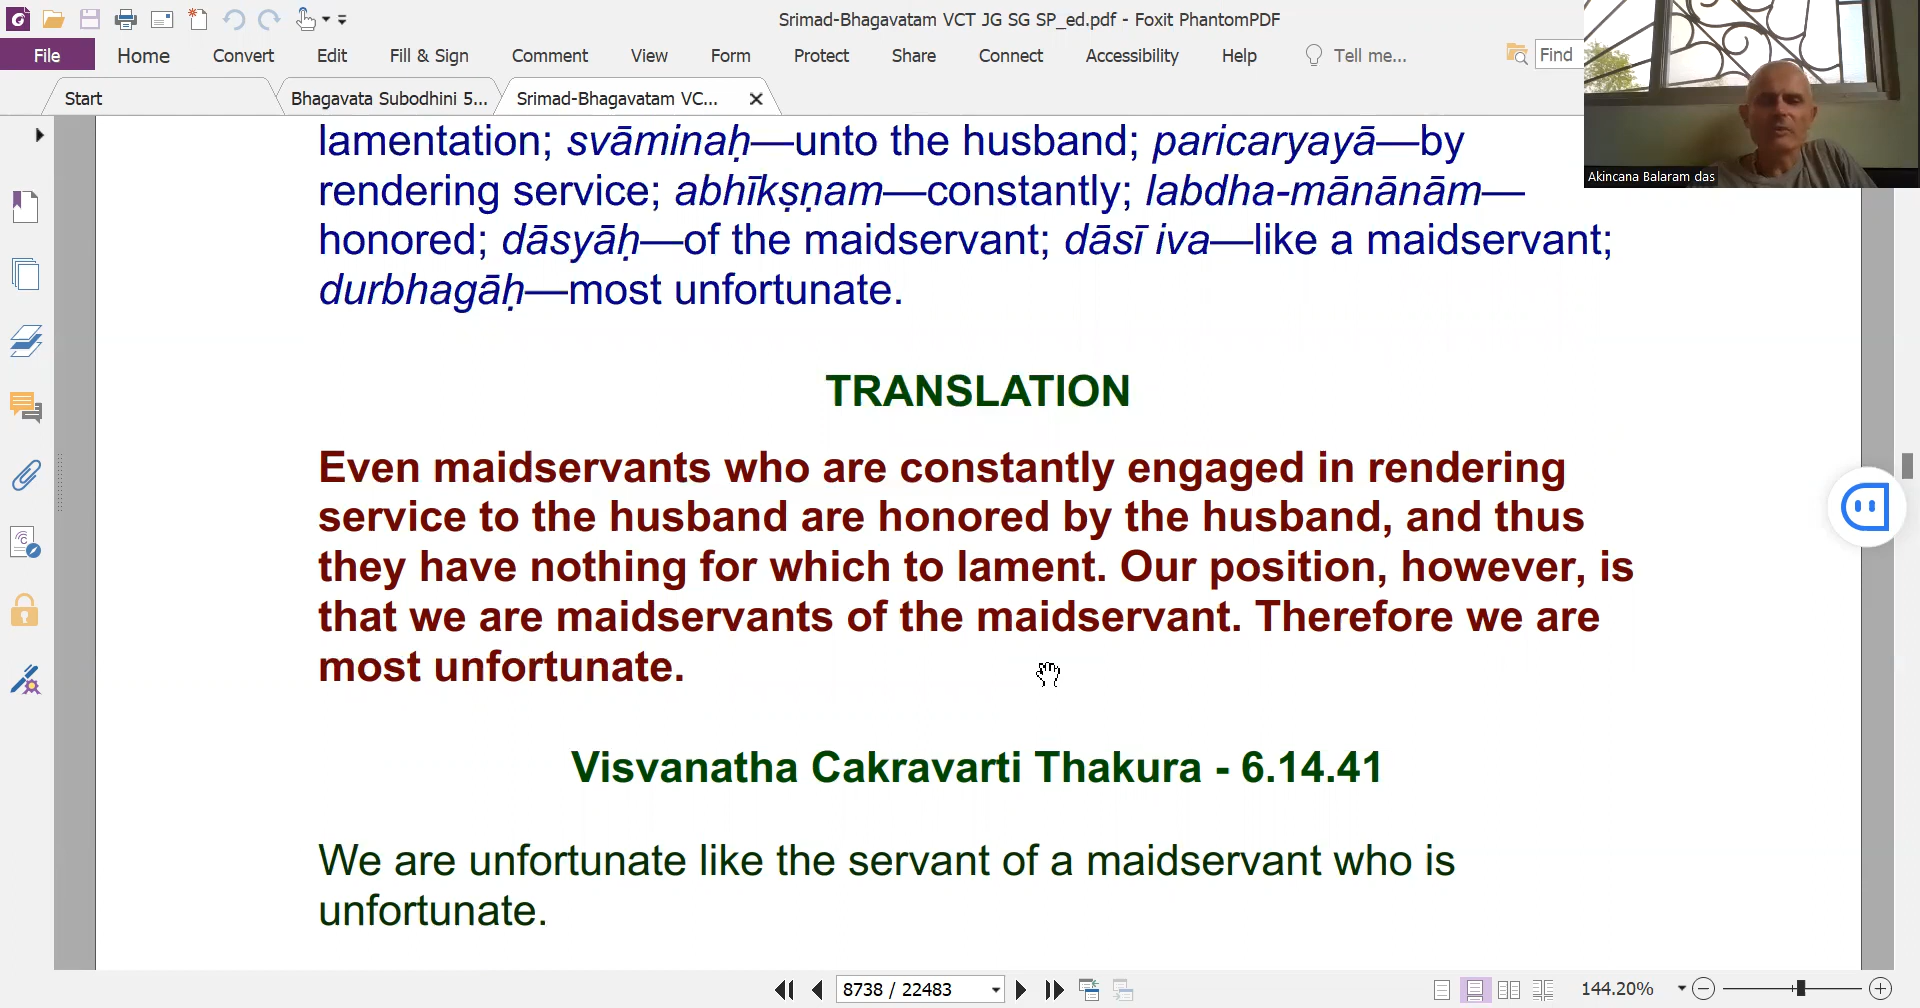 Srimad-Bhagavatam VCT JG SG SP_ed.pdf - Foxit PhantomPDF
File Home Convert Edit Fill & Sign Comment View Form Protect Share Connect Accessibility Help Tell me... Find
Start Bhagavata Subodhini 5... Srimad-Bhagavatam VC...
Akincana Balaram das
lamentation; svāminaḥ—unto the husband; paricaryayā—by
rendering service; abhīkṣṇam—constantly; labdha-mānānām—
honored; dāsyāḥ—of the maidservant; dāsī iva—like a maidservant;
durbhagāḥ—most unfortunate.
TRANSLATION
Even maidservants who are constantly engaged in rendering
service to the husband are honored by the husband, and thus
they have nothing for which to lament. Our position, however, is
that we are maidservants of the maidservant. Therefore we are
most unfortunate.
Visvanatha Cakravarti Thakura - 6.14.41
We are unfortunate like the servant of a maidservant who is
unfortunate.
8738 / 22483 144.20%